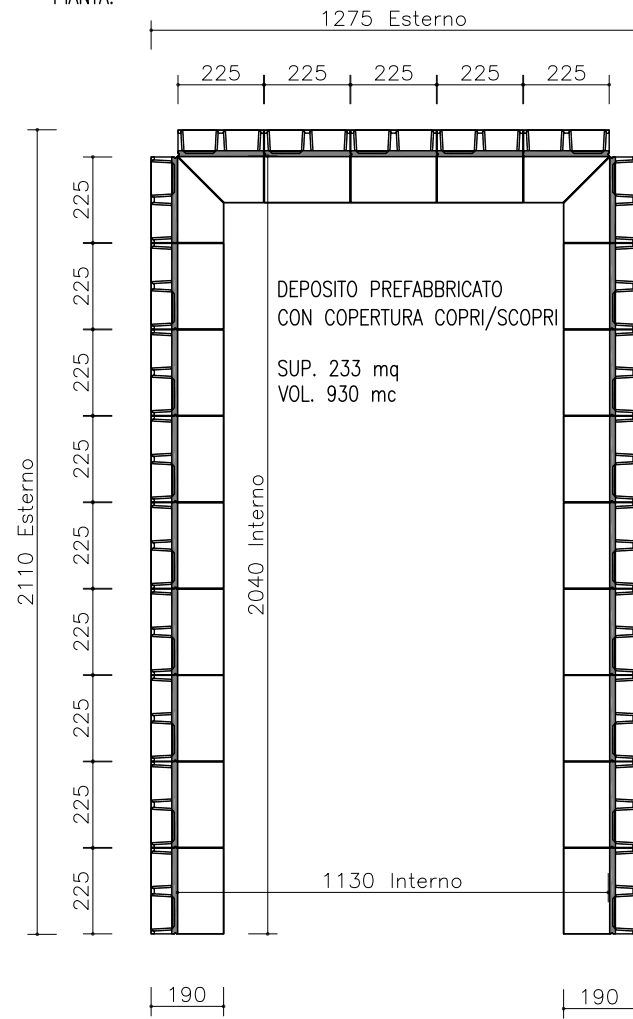 PIANTA:
1275 Esterno
225 225 225 225 225
225
225
225
225
225
225
225
225
225
2110 Esterno
2040 Interno
DEPOSITO PREFABBRICATO
CON COPERTURA COPRI/SCOPRI
SUP. 233 mq
VOL. 930 mc
1130 Interno
190 190